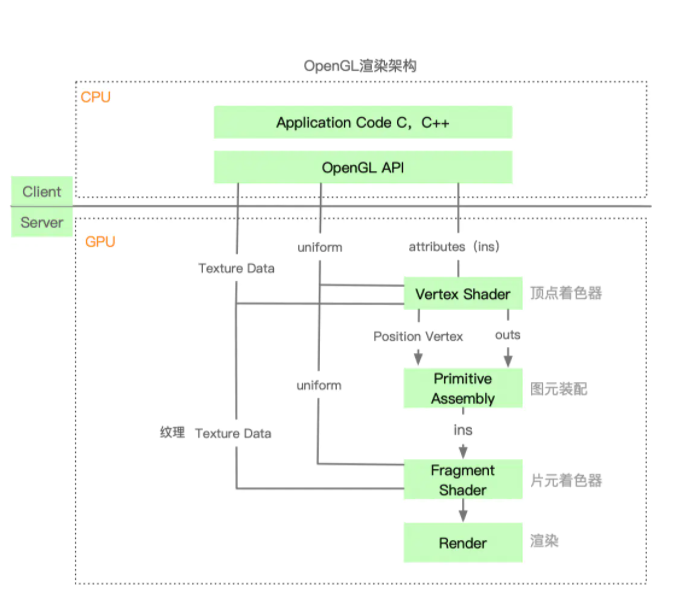 OpenGL渲染架构
CPU
Application Code C，C++
OpenGL API
Client
Server
GPU
uniform
attributes（ins）
Texture Data
Vertex Shader
顶点着色器
Position Vertex
outs
Primitive
Assembly
图元装配
uniform
纹理 Texture Data
ins
Fragment
Shader
片元着色器
Render
渲染